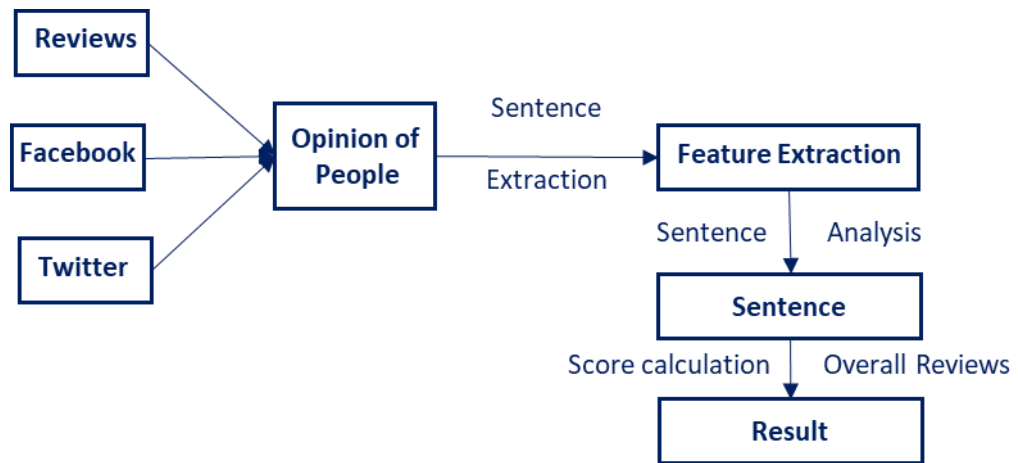 Reviews
Facebook
Twitter
Opinion of
People
Sentence
Extraction
Feature Extraction
Sentence Analysis
Sentence
Score calculation Overall Reviews
Result